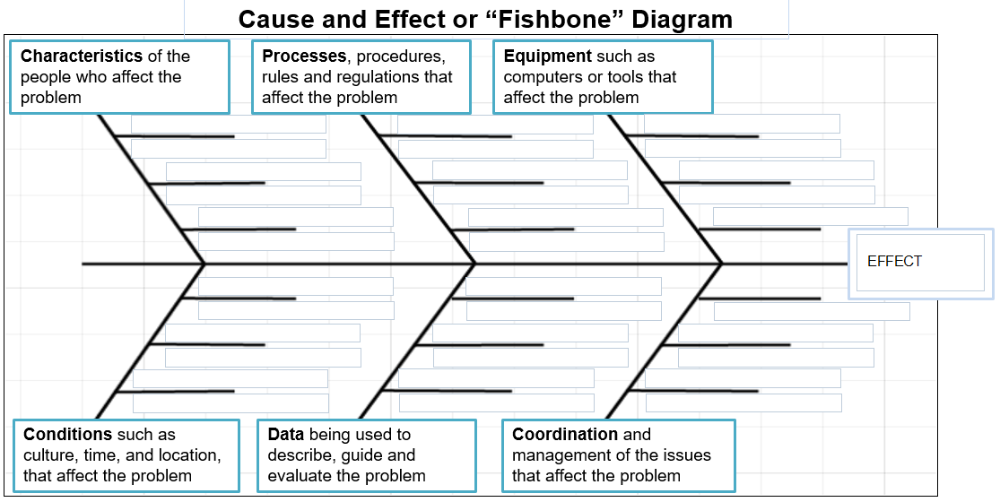 Cause and Effect or “Fishbone” Diagram
Characteristics of the
people who affect the
problem
Processes, procedures,
rules and regulations that
affect the problem
Equipment such as
computers or tools that
affect the problem
EFFECT
Conditions such as
culture, time, and location,
that affect the problem
Data being used to
describe, guide and
evaluate the problem
Coordination and
management of the issues
that affect the problem